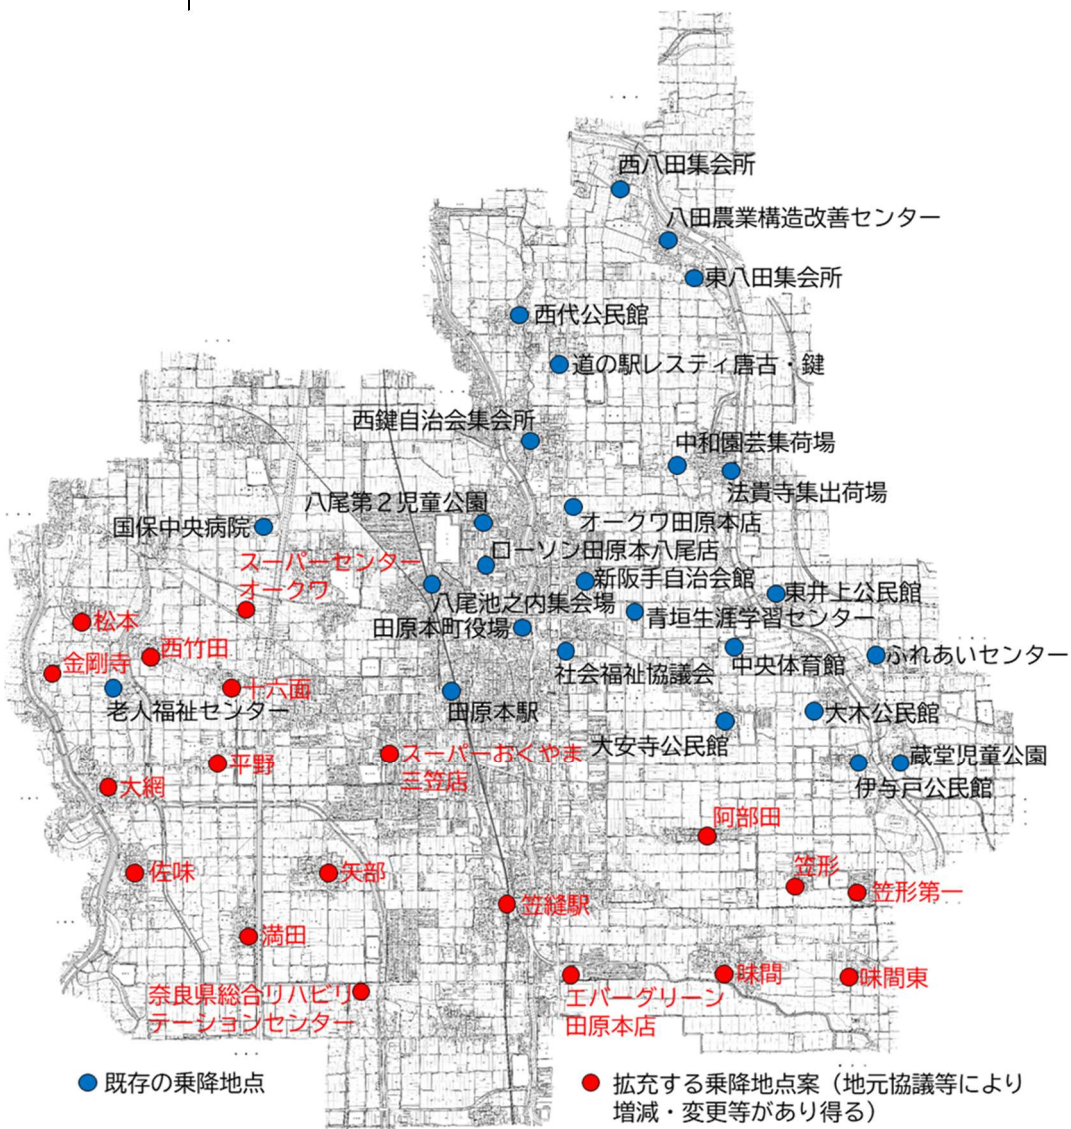 西八田集会所
八田農業構造改善センター
東八田集会所
西代公民館
道の駅レスティ唐古・鍵
西鍵自治会集会所
中和園芸集荷場
法貴寺集出荷場
八尾第２児童公園
オークワ田原本店
国保中央病院
ローソン田原本八尾店
スーパーセンター
オークワ
新阪手自治会館
八尾池之内集会場
東井上公民館
青垣生涯学習センター
松本
田原本町役場
西竹田
金剛寺
社会福祉協議会
中央体育館
ふれあいセンター
十六面
老人福祉センター
田原本駅
大木公民館
大安寺公民館
スーパーおくやま
三笠店
平野
蔵堂児童公園
伊与戸公民館
大網
阿部田
佐味
矢部
笠形
笠形第一
笠縫駅
満田
味間
味間東
奈良県総合リハビリ
テーションセンター
エバーグリーン
田原本店
既存の乗降地点
拡充する乗降地点案（地元協議等により
増減・変更等があり得る）